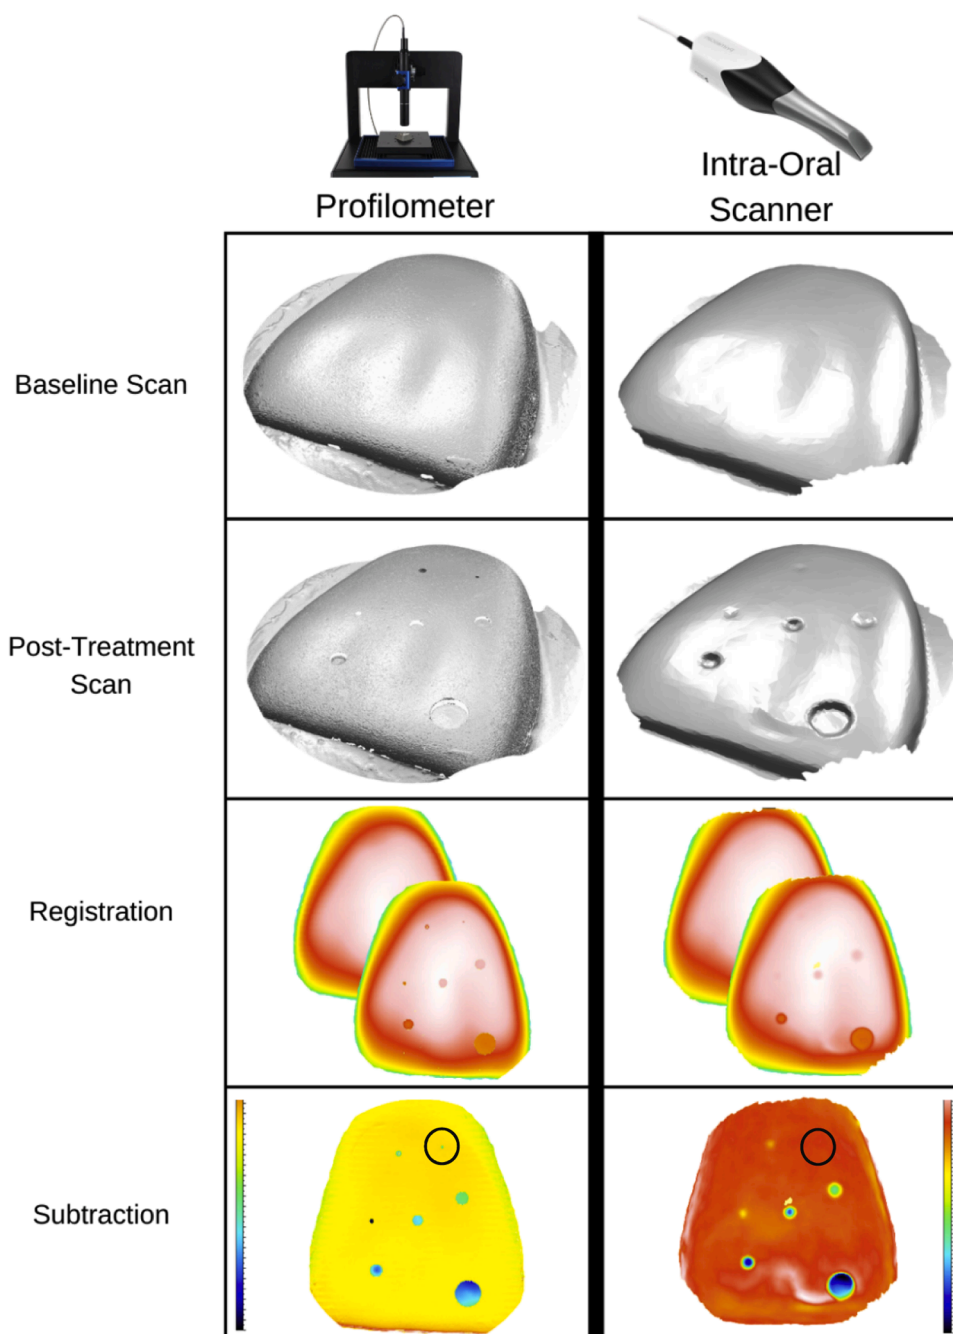 Profilometer
Intra-Oral
Scanner
Baseline Scan
Post-Treatment
Scan
Registration
Subtraction